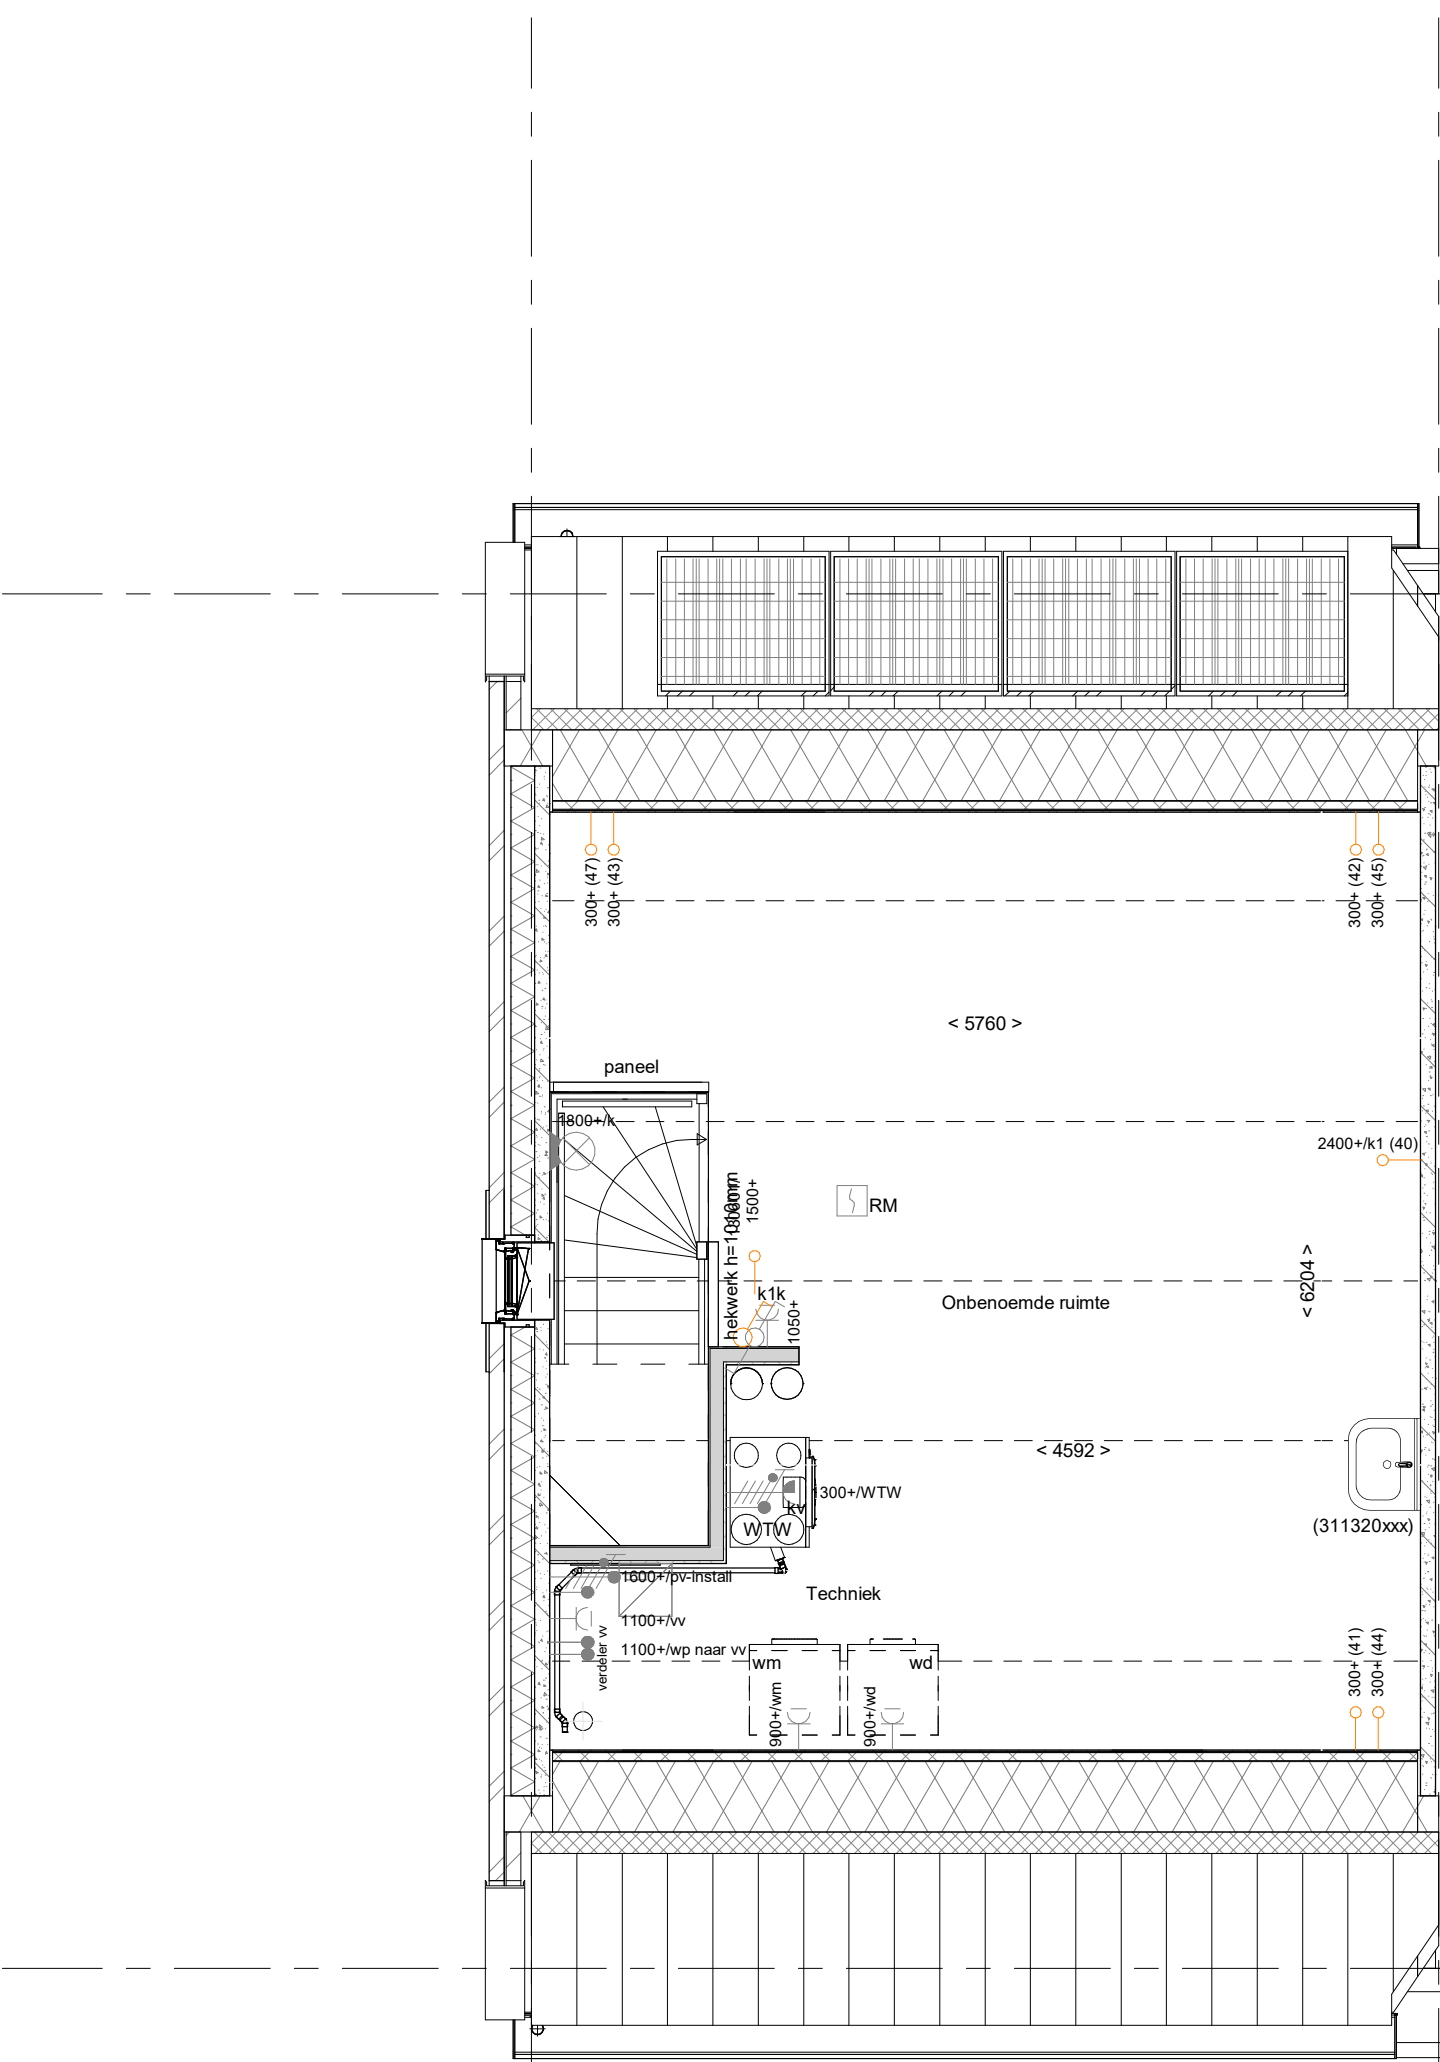 300+ (47)
300+ (43)
300+ (42)
300+ (45)
< 5760 >
paneel
1800+/k
2400+/k1 (40)
hekwerk h=1010mm
1500+
RM
< 6204 >
k1k
1050+
Onbenoemde ruimte
< 4592 >
1300+/WTW
kv
WTW
(311320xxx)
1600+/pv-install
Techniek
1100+/vv
1100+/wp naar vv
verdeler vv
wm
wd
900+/wm
900+/wd
300+ (41)
300+ (44)